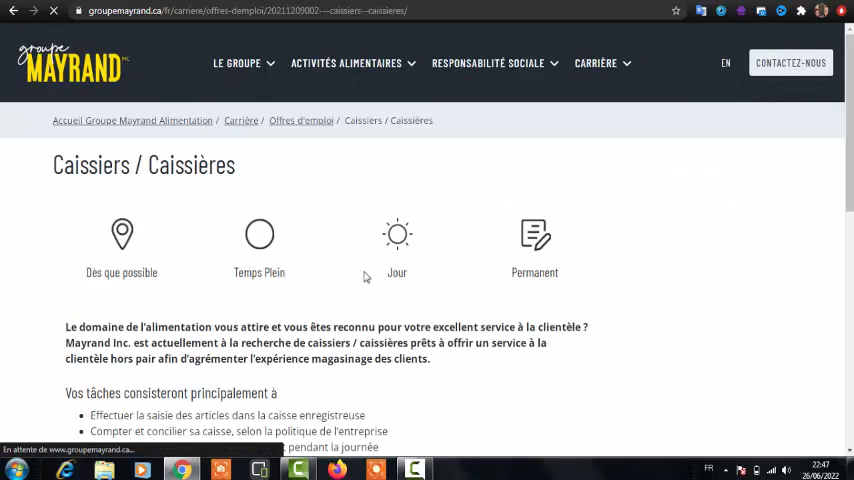 groupemayrand.ca/fr/carriere/offres-demploi/20211209002---caissiers--caissieres/
groupe
MAYRAND MC
LE GROUPE
ACTIVITÉS ALIMENTAIRES
RESPONSABILITÉ SOCIALE
CARRIÈRE
EN
CONTACTEZ-NOUS
Accueil Groupe Mayrand Alimentation / Carrière / Offres d'emploi / Caissiers / Caissières
Caissiers / Caissières
Dès que possible
Temps Plein
Jour
Permanent
Le domaine de l'alimentation vous attire et vous êtes reconnu pour votre excellent service à la clientèle ?
Mayrand Inc. est actuellement à la recherche de caissiers / caissières prêts à offrir un service à la
clientèle hors pair afin d'agrémenter l'expérience magasinage des clients.
Vos tâches consisteront principalement à
• Effectuer la saisie des articles dans la caisse enregistreuse
• Compter et concilier sa caisse, selon la politique de l'entreprise
pendant la journée
En attente de www.groupemayrand.ca...
FR
22:47
26/06/2022